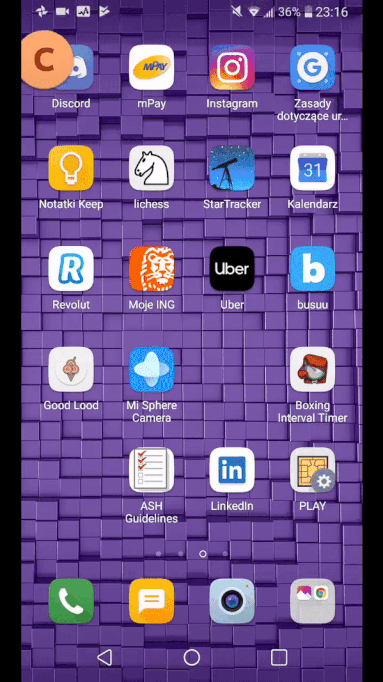 36% 23:16
C
Discord mPay Instagram Zasady
dotyczące ur...
MPAY
G
31
Notatki Keep lichess StarTracker Kalendarz
R
ING
Uber
b
Revolut Moje ING Uber busuu
Good Lood Mi Sphere
Camera Boxing
Interval Timer
in
ASH
Guidelines LinkedIn PLAY